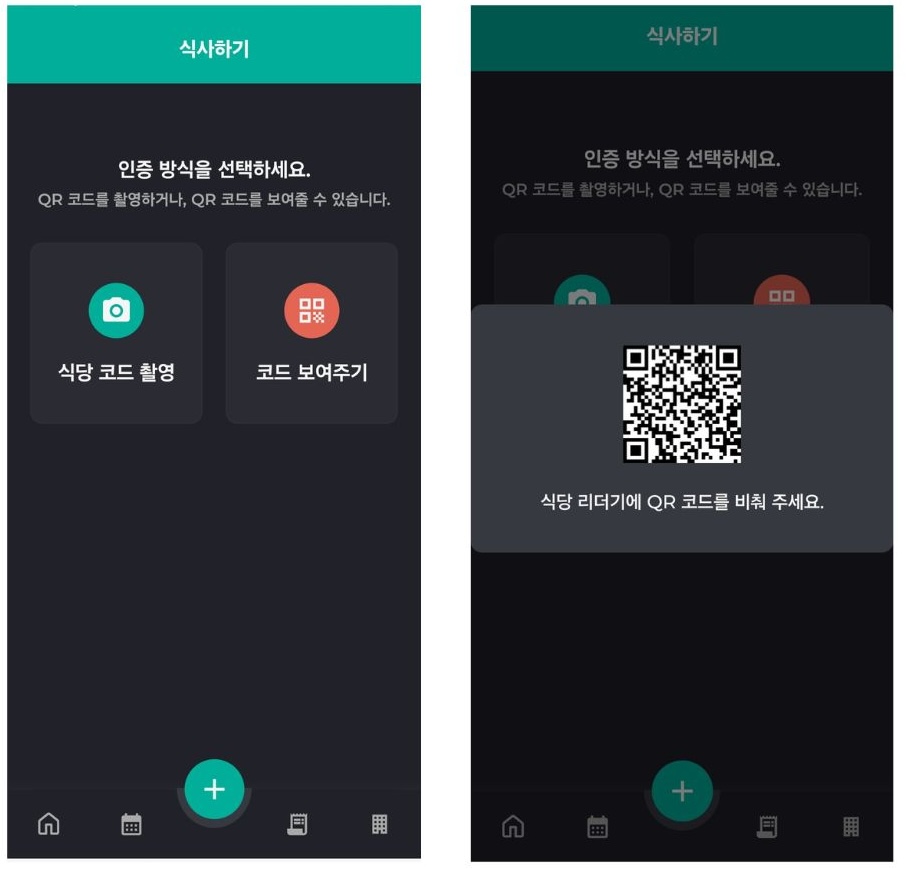 식사하기
인증 방식을 선택하세요.
QR 코드를 촬영하거나, QR 코드를 보여줄 수 있습니다.
식당 코드 촬영
코드 보여주기
식사하기
인증 방식을 선택하세요.
QR 코드를 촬영하거나, QR 코드를 보여줄 수 있습니다.
식당 리더기에 QR 코드를 비춰 주세요.